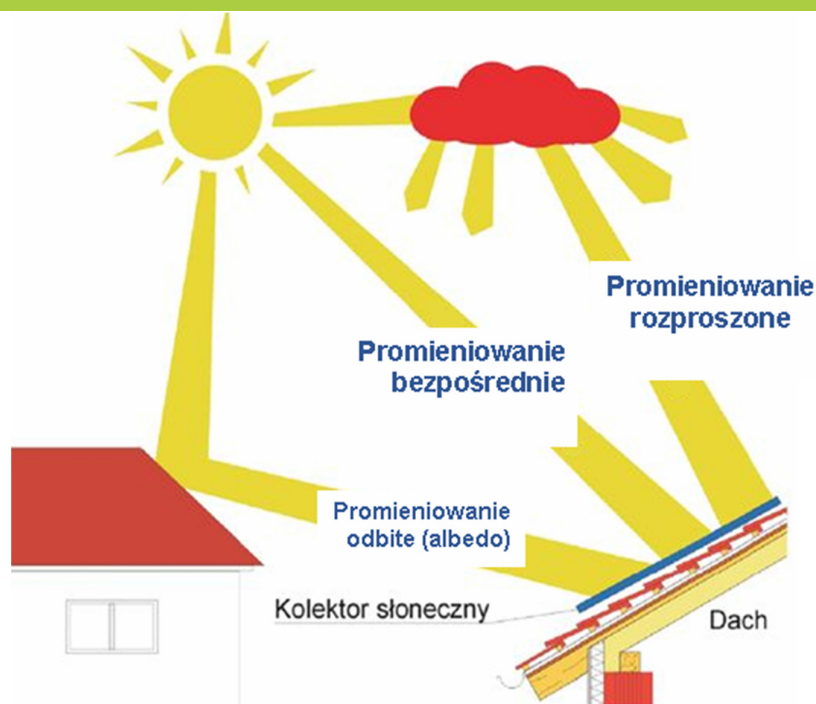 Promieniowanie
rozproszone
Promieniowanie
bezpośrednie
Promieniowanie
odbite (albedo)
Kolektor słoneczny
Dach